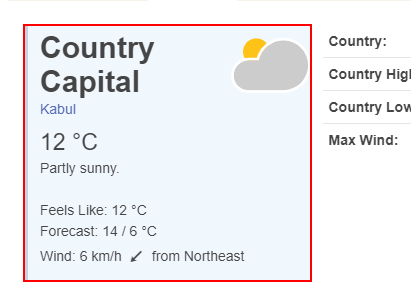 Country
Capital
Kabul
12 °C
Partly sunny.
Feels Like: 12 °C
Forecast: 14 / 6 °C
Wind: 6 km/h ↙ from Northeast
Country:
Country High
Country Low
Max Wind: